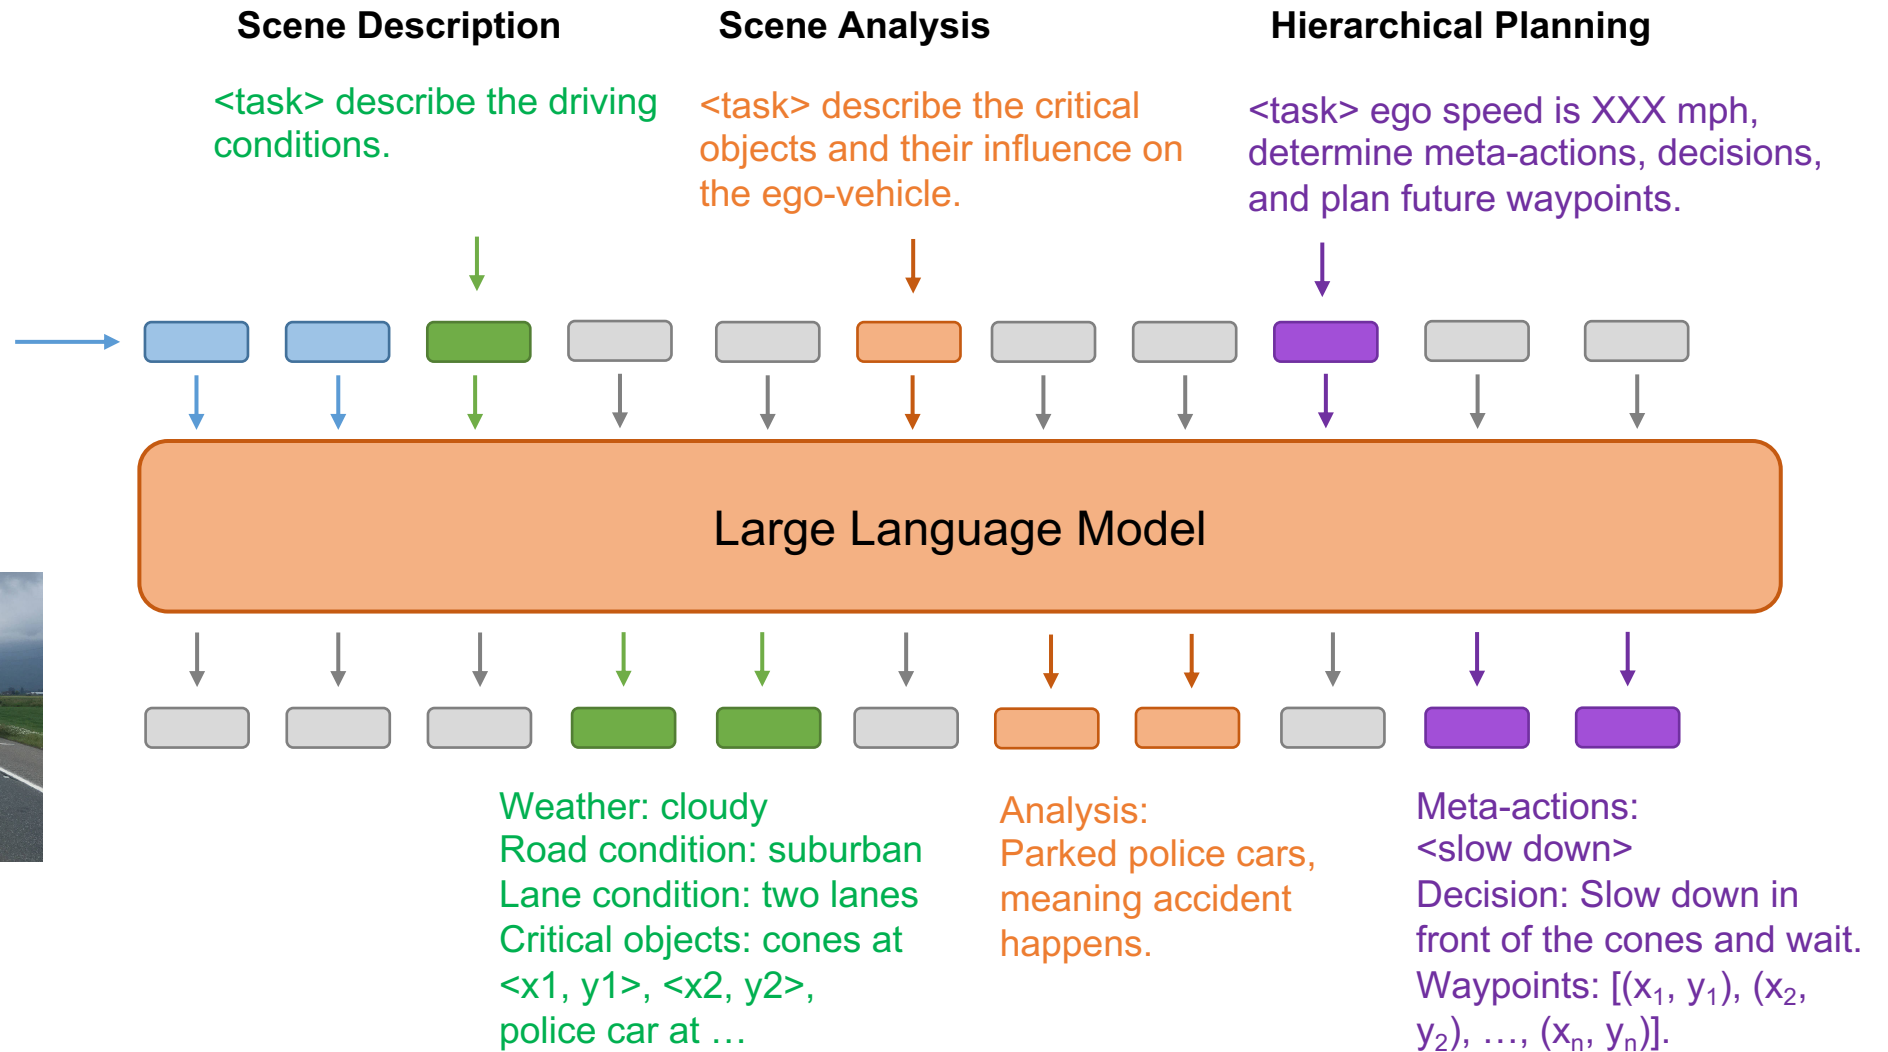 Scene Description
Scene Analysis
Hierarchical Planning
<task> describe the driving
conditions.
<task> describe the critical
objects and their influence on
the ego-vehicle.
<task> ego speed is XXX mph,
determine meta-actions, decisions,
and plan future waypoints.
Large Language Model
Weather: cloudy
Road condition: suburban
Lane condition: two lanes
Critical objects: cones at
<x1, y1>, <x2, y2>,
police car at …
Analysis:
Parked police cars,
meaning accident
happens.
Meta-actions:
<slow down>
Decision: Slow down in
front of the cones and wait.
Waypoints: [(x₁, y₁), (x₂,
y₂), …, (xₙ, yₙ)].